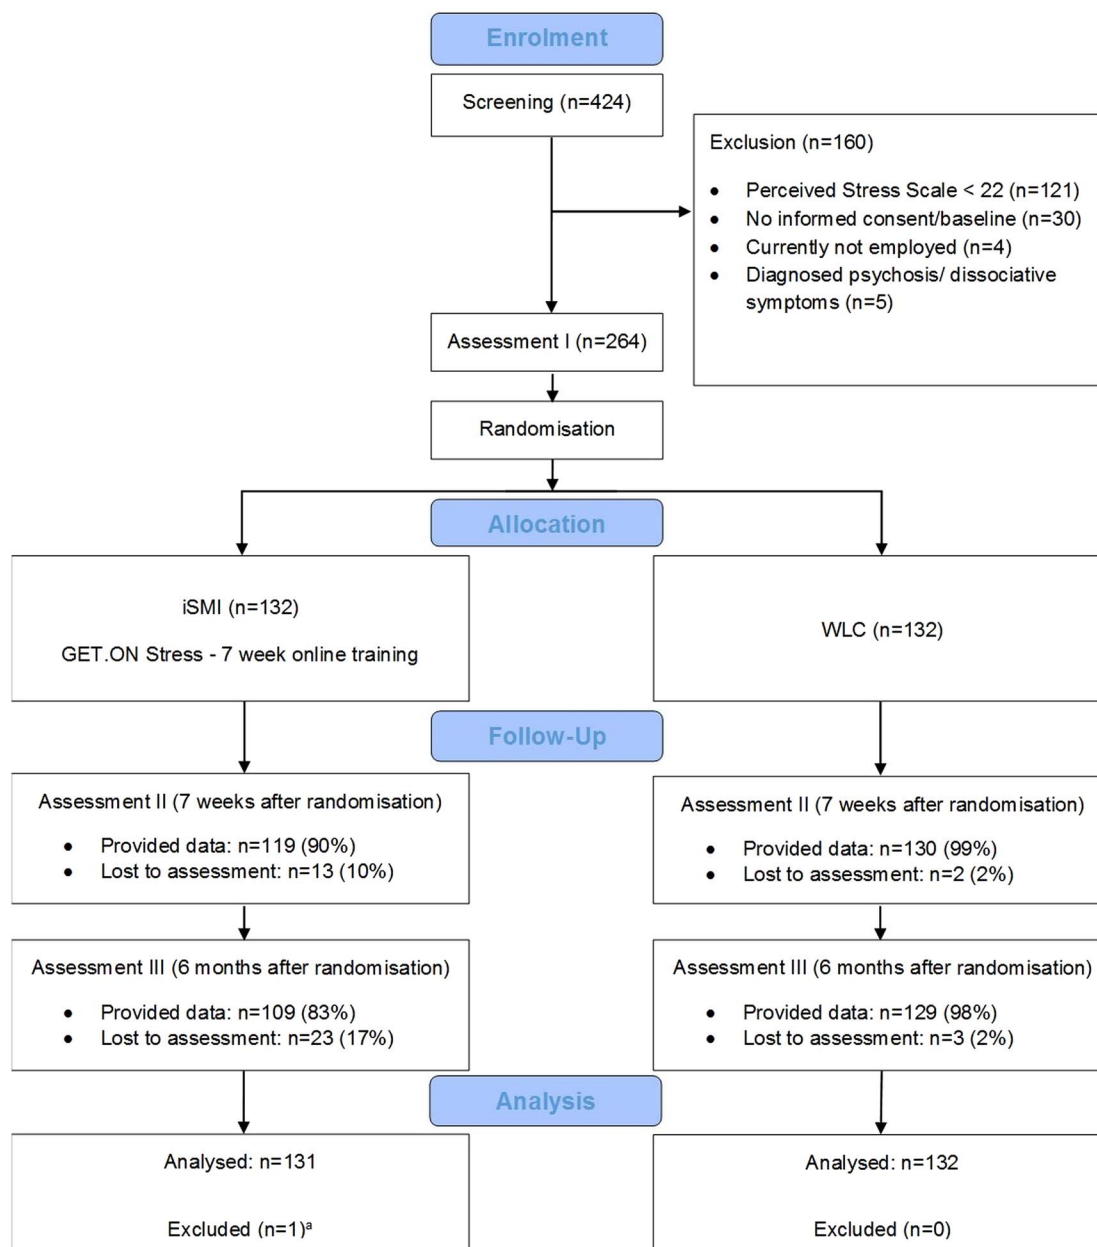 Enrolment
Screening (n=424)
Exclusion (n=160)
• Perceived Stress Scale < 22 (n=121)
• No informed consent/baseline (n=30)
• Currently not employed (n=4)
• Diagnosed psychosis/ dissociative
symptoms (n=5)
Assessment I (n=264)
Randomisation
Allocation
iSMI (n=132)
GET.ON Stress - 7 week online training
WLC (n=132)
Follow-Up
Assessment II (7 weeks after randomisation)
• Provided data: n=119 (90%)
• Lost to assessment: n=13 (10%)
Assessment II (7 weeks after randomisation)
• Provided data: n=130 (99%)
• Lost to assessment: n=2 (2%)
Assessment III (6 months after randomisation)
• Provided data: n=109 (83%)
• Lost to assessment: n=23 (17%)
Assessment III (6 months after randomisation)
• Provided data: n=129 (98%)
• Lost to assessment: n=3 (2%)
Analysis
Analysed: n=131
Excluded (n=1)ᵃ
Analysed: n=132
Excluded (n=0)